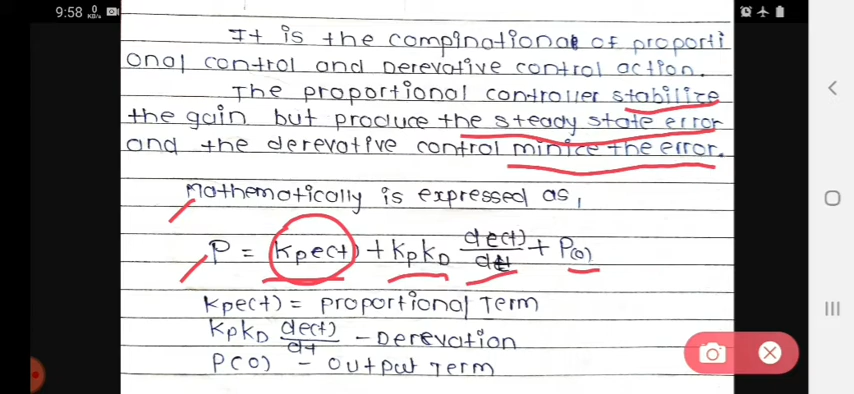 9:58 0 KB/s
It is the compinational of proporti
onal control and Derevative control action.
The proportional controller stabilize
the gain but produce the steady state error
and the derevative control minice the error.
Mathematically is expressed as,
P = kpe(t) + kpkD de(t)/dt + P(o)
kpe(t) = proportional Term
kpkD de(t)/dt - Derevation
P(o) - output Term